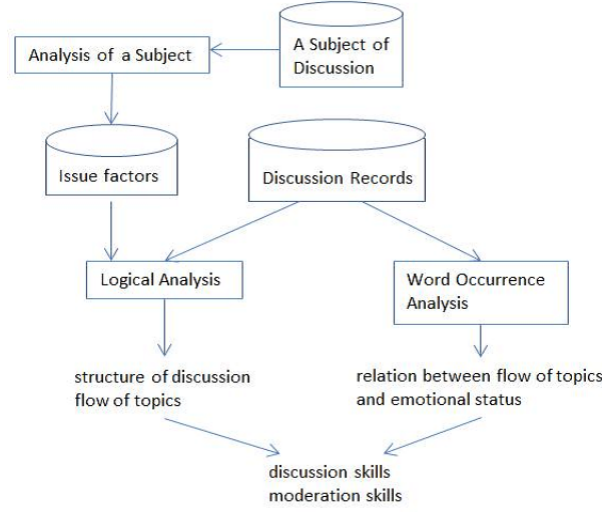 A Subject of
Discussion
Analysis of a Subject
Issue factors
Discussion Records
Logical Analysis
Word Occurrence
Analysis
structure of discussion
flow of topics
relation between flow of topics
and emotional status
discussion skills
moderation skills